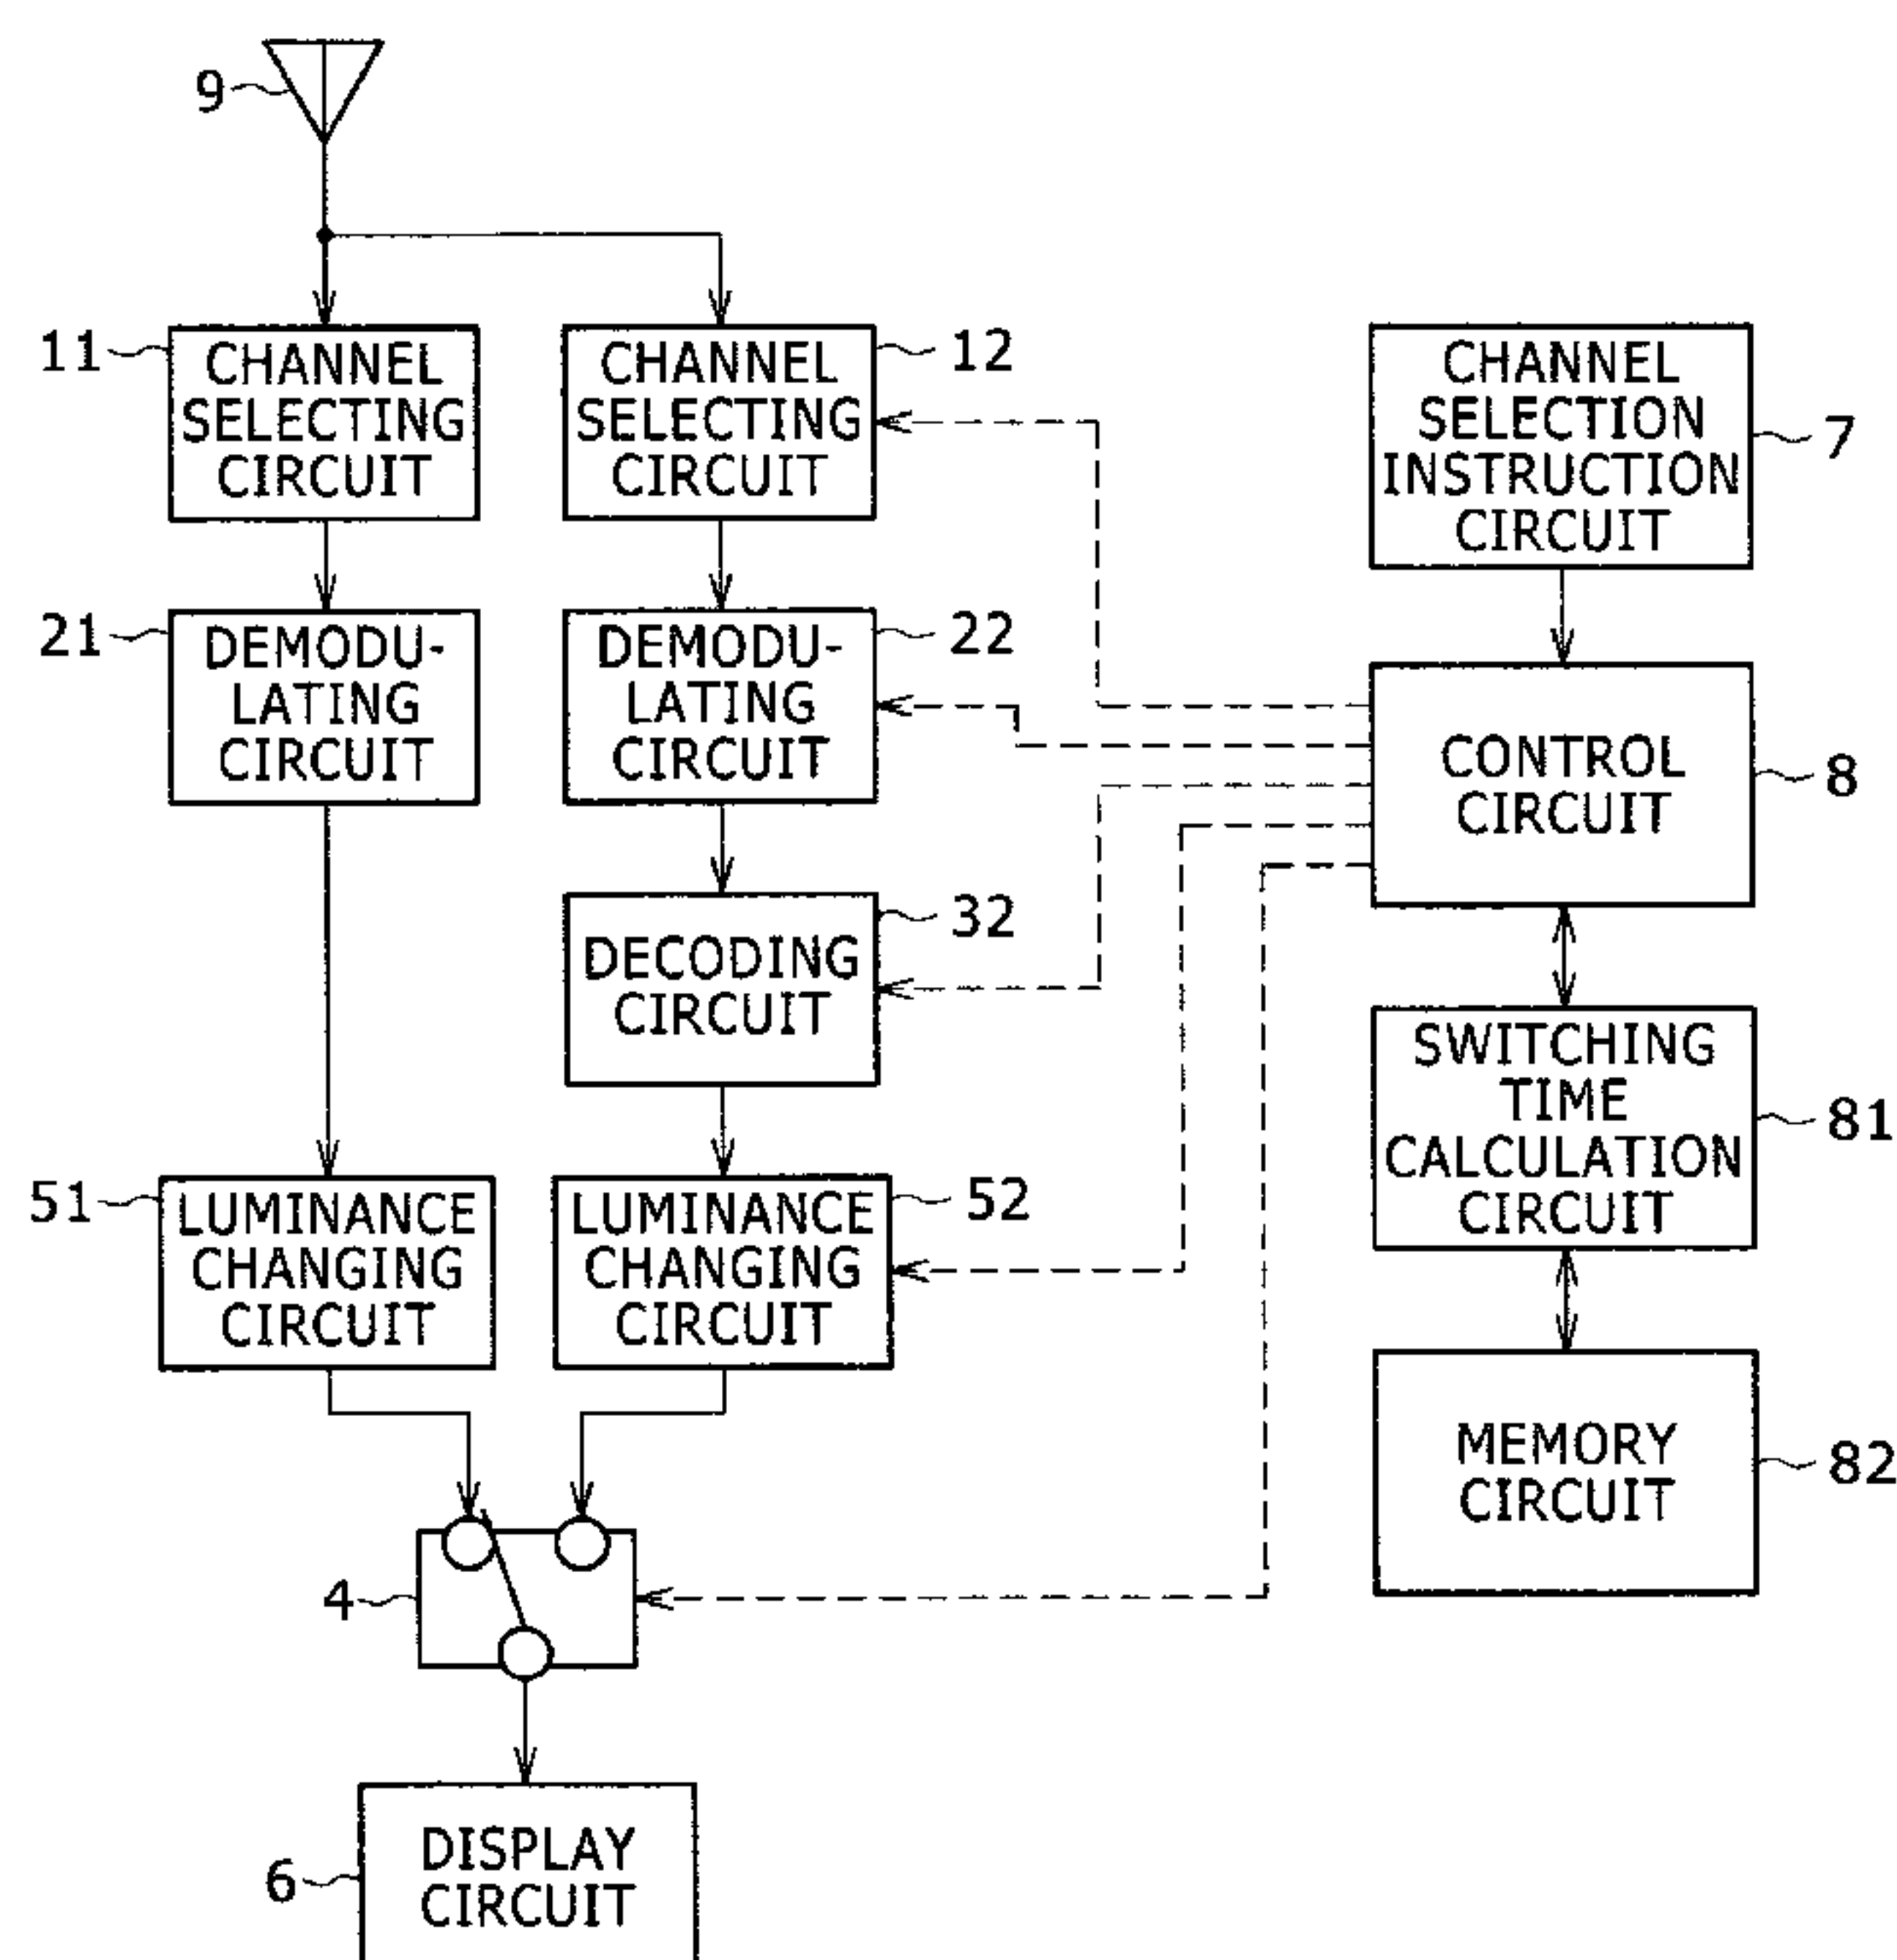 9
11
CHANNEL
SELECTING
CIRCUIT
CHANNEL
SELECTING
CIRCUIT
12
CHANNEL
SELECTION
INSTRUCTION
CIRCUIT
7
21
DEMODU-
LATING
CIRCUIT
DEMODU-
LATING
CIRCUIT
22
CONTROL
CIRCUIT
8
DECODING
CIRCUIT
32
SWITCHING
TIME
CALCULATION
CIRCUIT
81
51
LUMINANCE
CHANGING
CIRCUIT
LUMINANCE
CHANGING
CIRCUIT
52
MEMORY
CIRCUIT
82
4
6
DISPLAY
CIRCUIT